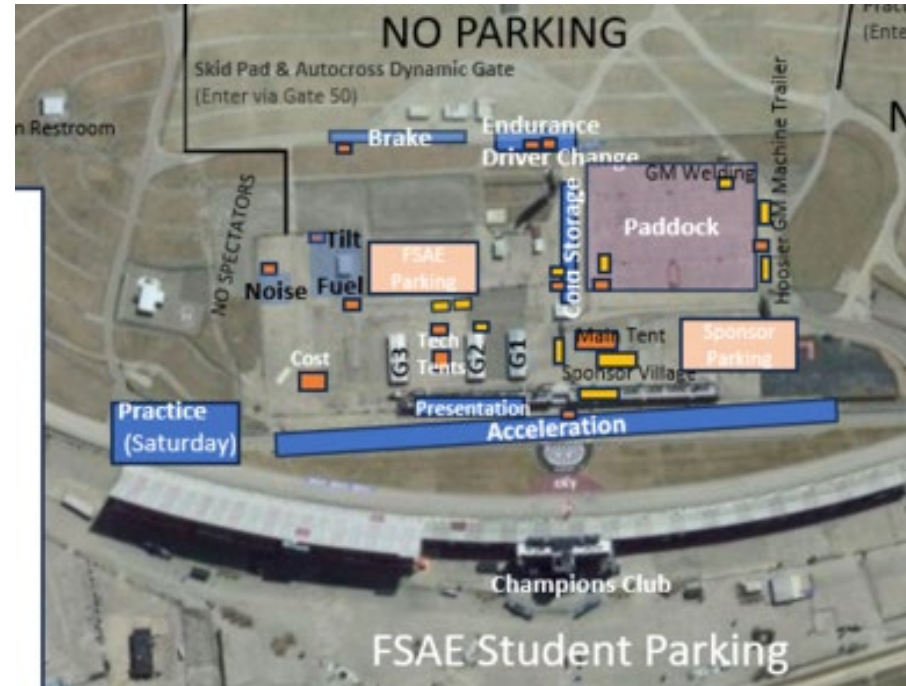 NO PARKING
Pract
(Ente
Skid Pad & Autocross Dynamic Gate
(Enter via Gate 50)
n Restroom
N
Brake
Endurance
Driver Change
GM Welding
Hoosier GM Machine Trailer
Cold Storage
Paddock
NO SPECTATORS
Tilt
FSAE
Parking
Noise
Fuel
Main Tent
Sponsor
Parking
Cost
G3
Tech
Tents
G2
G1
Sponsor Village
Presentation
Practice
(Saturday)
Acceleration
Champions Club
FSAE Student Parking